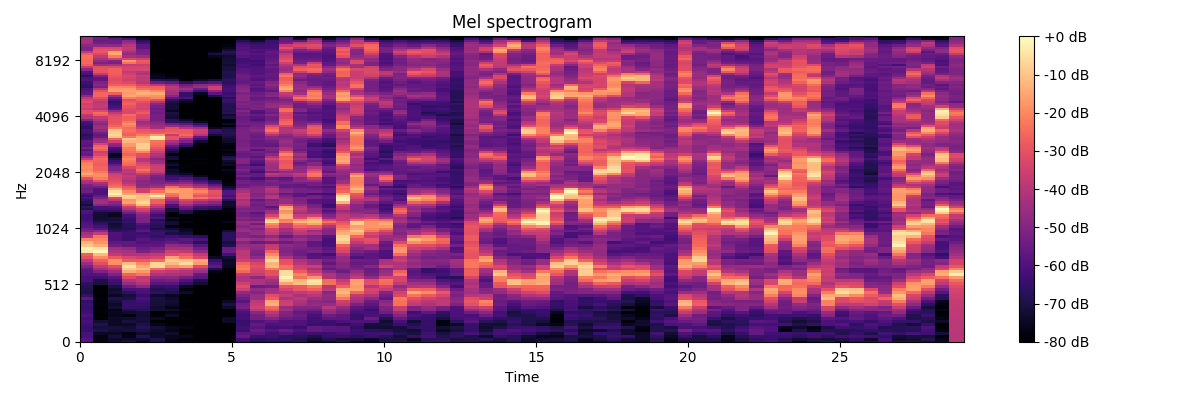 Mel spectrogram
Hz
8192
4096
2048
1024
512
0
0 5 10 15 20 25
Time
+0 dB
-10 dB
-20 dB
-30 dB
-40 dB
-50 dB
-60 dB
-70 dB
-80 dB